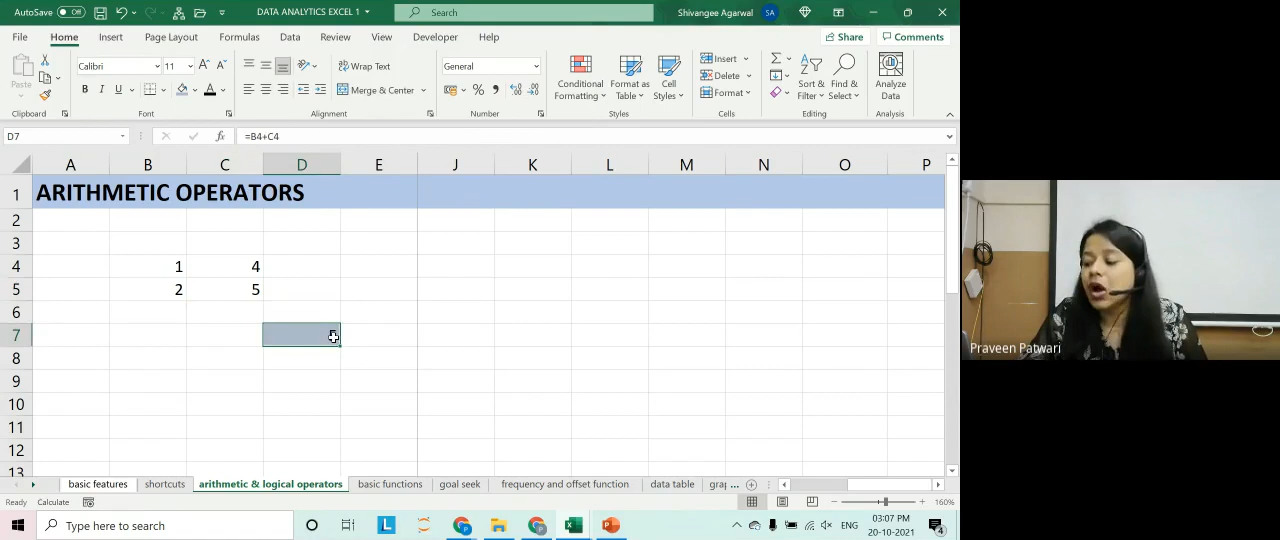 AutoSave Off
DATA ANALYTICS EXCEL 1
Search
Shivangee Agarwal SA
File Home Insert Page Layout Formulas Data Review View Developer Help
Share Comments
Paste
Calibri 11
B I U
Wrap Text
Merge & Center
General
Conditional Formatting
Format as Table
Cell Styles
Insert
Delete
Format
Sort & Filter
Find & Select
Analyze Data
Clipboard Font Alignment Number Styles Cells Editing Analysis
D7 fx =B4+C4
A B C D E J K L M N O P
1 ARITHMETIC OPERATORS
2
3
4 1 4
5 2 5
6
7
8
9
10
11
12
13
basic features shortcuts arithmetic & logical operators basic functions goal seek frequency and offset function data table gra ...
Ready Calculate 160%
Type here to search
L
P P
ENG
03:07 PM
20-10-2021
4
Praveen Patwari